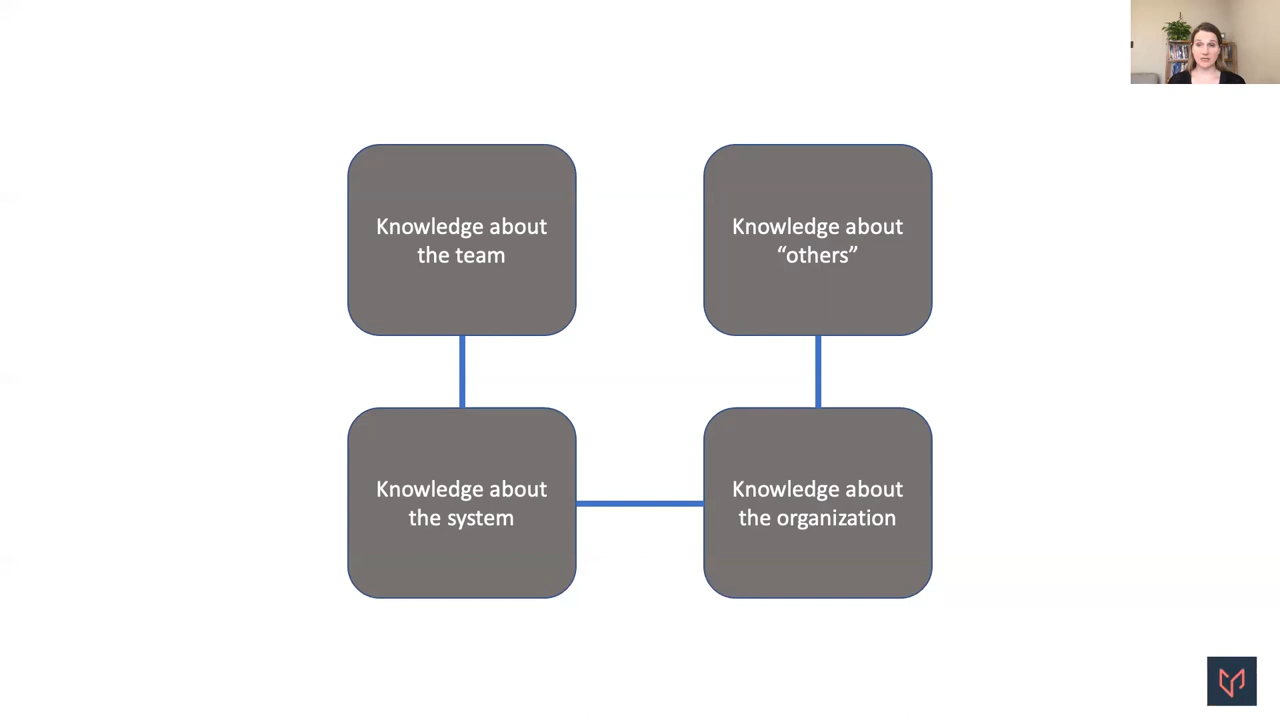 Knowledge about
the team
Knowledge about
“others”
Knowledge about
the system
Knowledge about
the organization